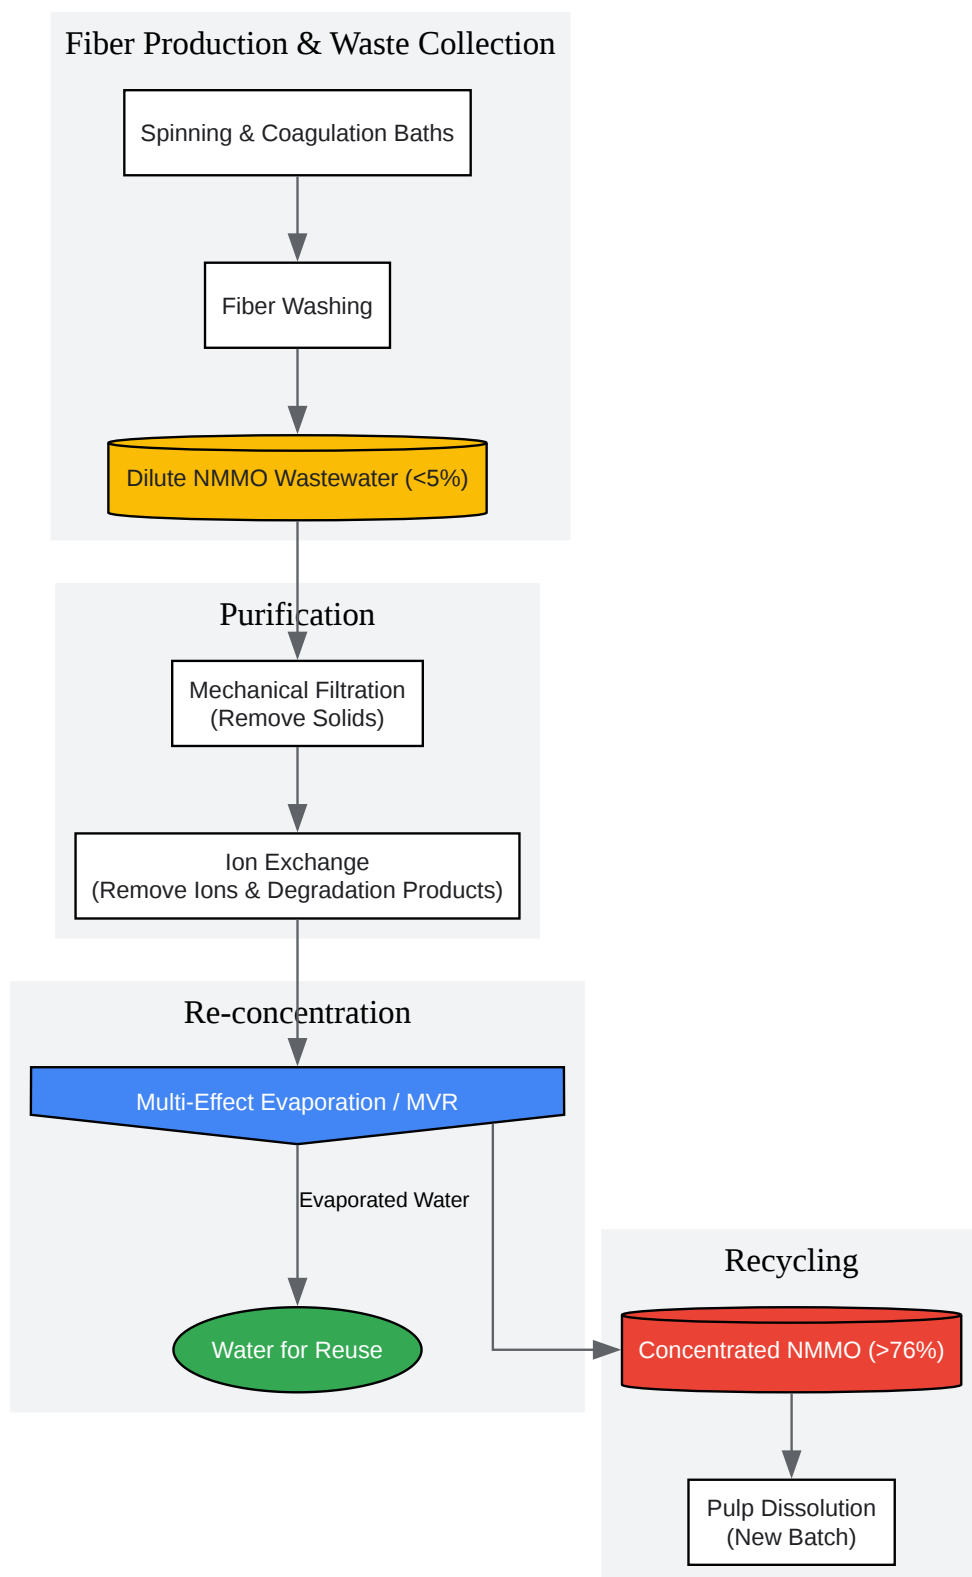 Fiber Production & Waste Collection
Spinning & Coagulation Baths
Fiber Washing
Dilute NMMO Wastewater (<5%)
Purification
Mechanical Filtration
(Remove Solids)
Ion Exchange
(Remove Ions & Degradation Products)
Re-concentration
Multi-Effect Evaporation / MVR
Evaporated Water
Water for Reuse
Recycling
Concentrated NMMO (>76%)
Pulp Dissolution
(New Batch)